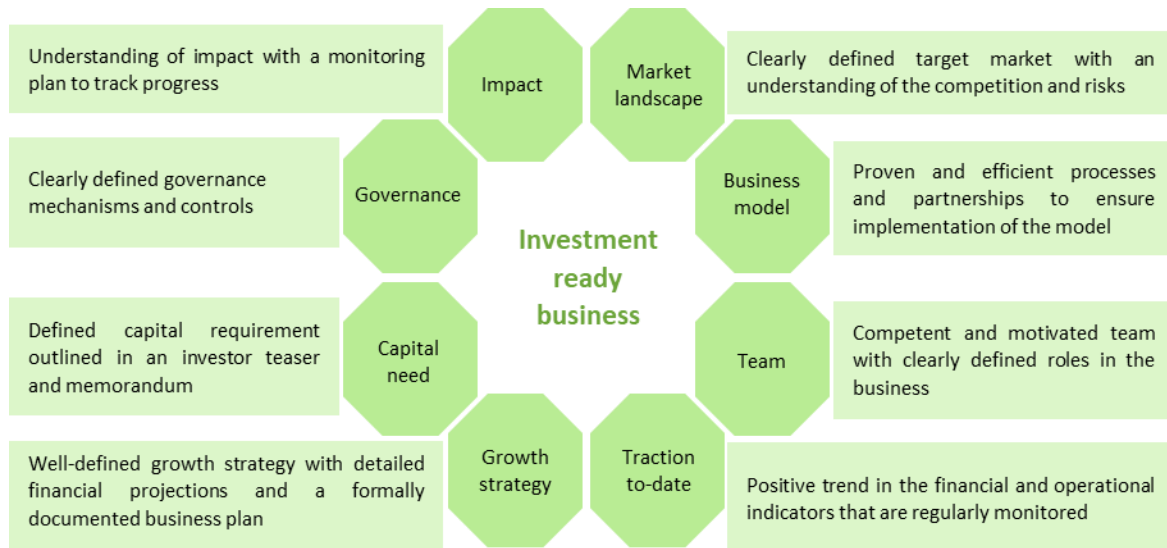 Understanding of impact with a monitoring
plan to track progress
Impact
Market
landscape
Clearly defined target market with an
understanding of the competition and risks
Clearly defined governance
mechanisms and controls
Governance
Business
model
Proven and efficient processes
and partnerships to ensure
implementation of the model
Investment
ready
business
Defined capital requirement
outlined in an investor teaser
and memorandum
Capital
need
Team
Competent and motivated team
with clearly defined roles in the
business
Well-defined growth strategy with detailed
financial projections and a formally
documented business plan
Growth
strategy
Traction
to-date
Positive trend in the financial and operational
indicators that are regularly monitored